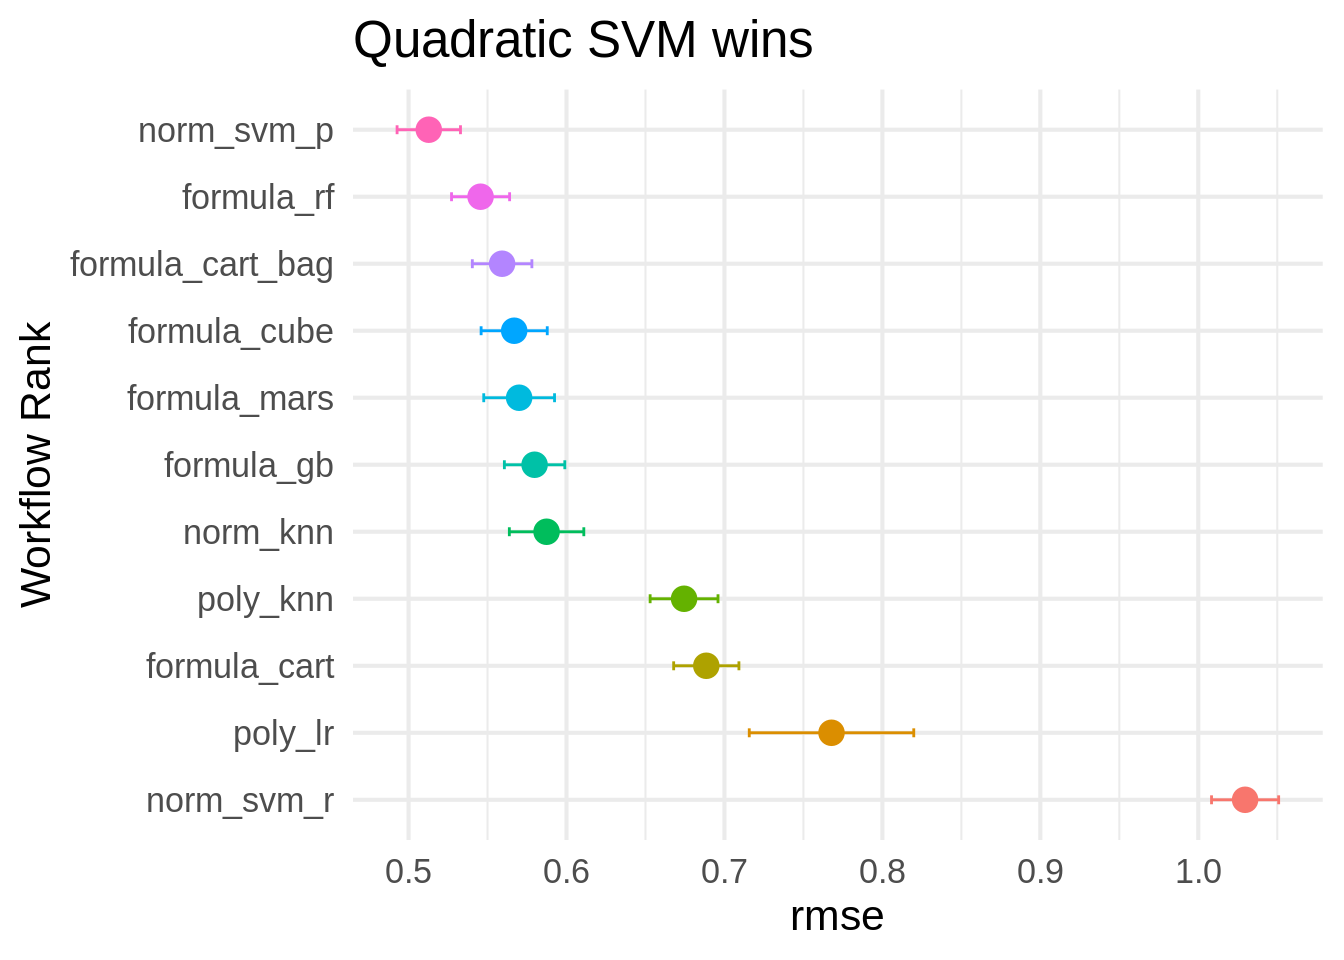 Quadratic SVM wins
Workflow Rank
norm_svm_p
formula_rf
formula_cart_bag
formula_cube
formula_mars
formula_gb
norm_knn
poly_knn
formula_cart
poly_lr
norm_svm_r
0.5 0.6 0.7 0.8 0.9 1.0
rmse